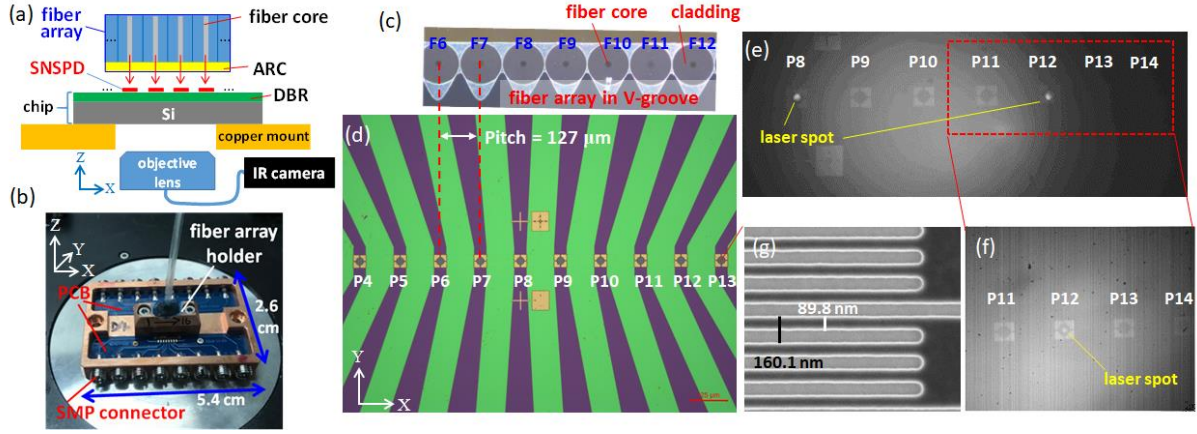 (a)
fiber
array
fiber core
...
...
SNSPD
ARC
...
...
chip
DBR
Si
copper mount
Z
X
objective
lens
IR camera
(b)
Z
Y
X
fiber array
holder
PCB
2.6
cm
SMP connector
5.4 cm
(c)
fiber core
cladding
F6 F7 F8 F9 F10 F11 F12
fiber array in V-groove
(d)
Pitch = 127 μm
P4 P5 P6 P7 P8 P9 P10 P11 P12 P13
Y
X
(e)
P8 P9 P10 P11 P12 P13 P14
laser spot
(g)
89.8 nm
160.1 nm
(f)
P11 P12 P13 P14
laser spot